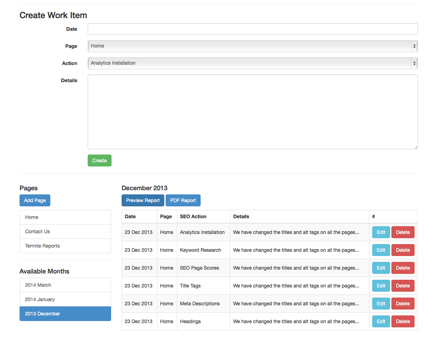 Create Work Item
Date
Page Home
Action Analytics Installation
Details
Create
Pages
Add Page
Home
Contact Us
Termite Reports
Available Months
2014 March
2014 January
2013 December
December 2013
Preview Report PDF Report
Date Page SEO Action Details #
23 Dec 2013 Home Analytics Installation We have changed the titles and alt tags on all the pages... Edit Delete
23 Dec 2013 Home Keyword Research We have changed the titles and alt tags on all the pages... Edit Delete
23 Dec 2013 Home SEO Page Scores We have changed the titles and alt tags on all the pages... Edit Delete
23 Dec 2013 Home Title Tags We have changed the titles and alt tags on all the pages... Edit Delete
23 Dec 2013 Home Meta Descriptions We have changed the titles and alt tags on all the pages... Edit Delete
23 Dec 2013 Home Headings We have changed the titles and alt tags on all the pages... Edit Delete